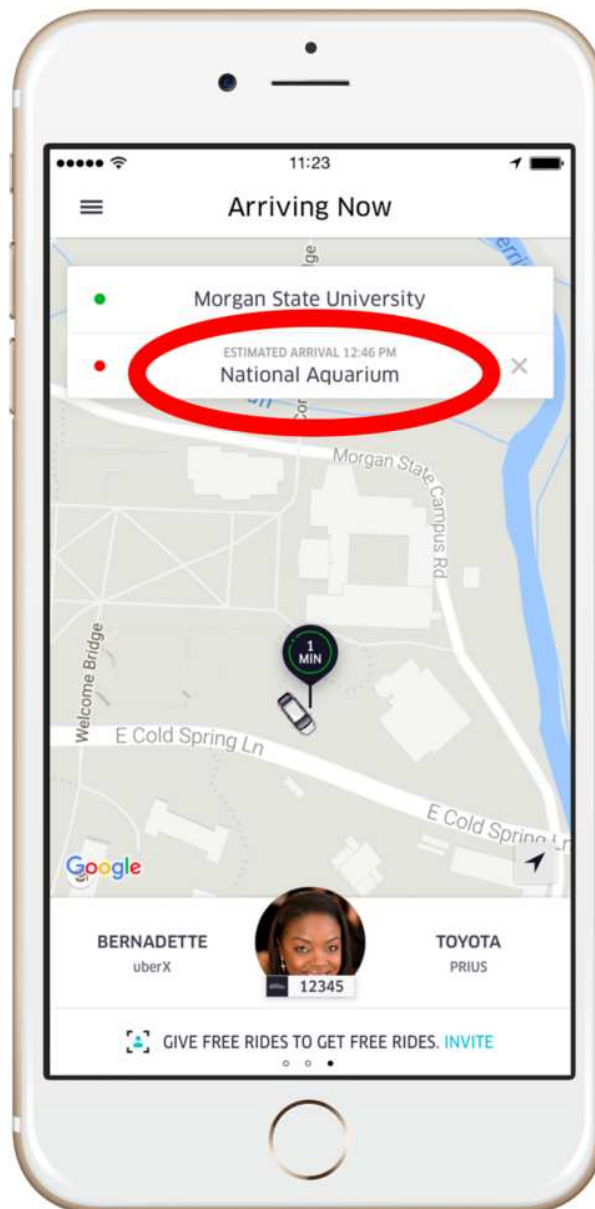 11:23
Arriving Now
Morgan State University
ESTIMATED ARRIVAL 12:46 PM
National Aquarium
Morgan State Campus Rd
1
MIN
Welcome Bridge
E Cold Spring Ln
E Cold Spring Ln
Google
BERNADETTE
uberX
TOYOTA
PRIUS
12345
GIVE FREE RIDES TO GET FREE RIDES. INVITE